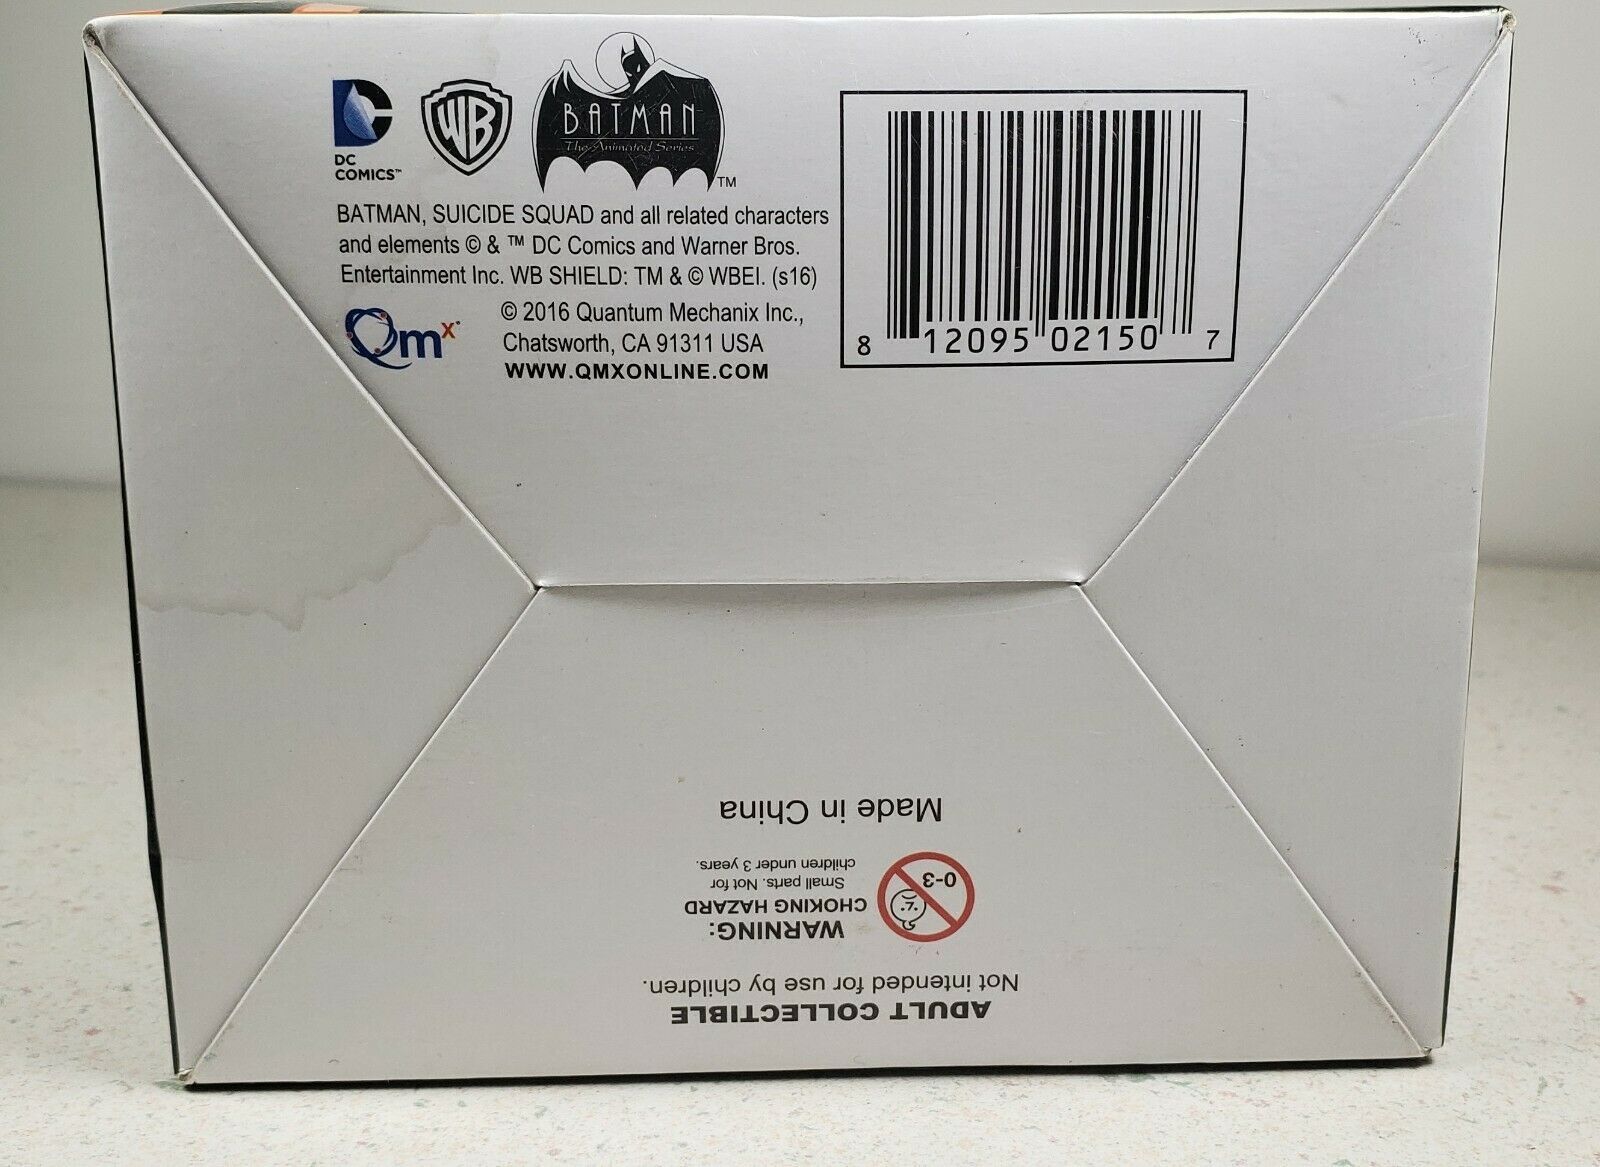 DC
COMICS™
WB
BATMAN
The Animated Series
™
BATMAN, SUICIDE SQUAD and all related characters
and elements © & ™ DC Comics and Warner Bros.
Entertainment Inc. WB SHIELD: TM & © WBEI. (s16)
Qmx
© 2016 Quantum Mechanix Inc.,
Chatsworth, CA 91311 USA
WWW.QMXONLINE.COM
8 12095 02150 7
ADULT COLLECTIBLE
Not intended for use by children.
0-3
WARNING:
CHOKING HAZARD
Small parts. Not for
children under 3 years.
Made in China